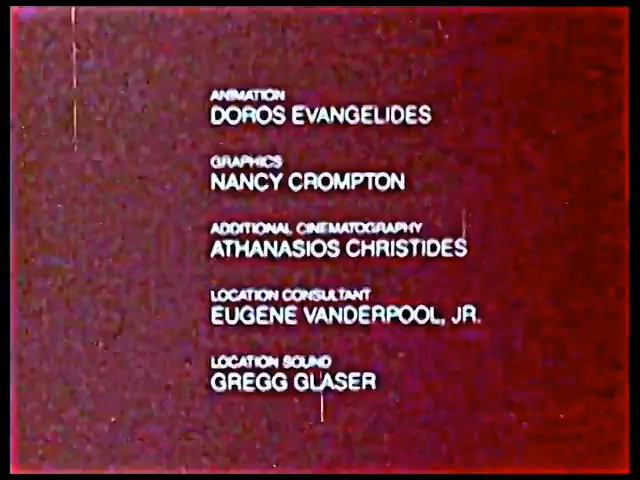 ANIMATION
DOROS EVANGELIDES
GRAPHICS
NANCY CROMPTON
ADDITIONAL CINEMATOGRAPHY
ATHANASIOS CHRISTIDES
LOCATION CONSULTANT
EUGENE VANDERPOOL, JR.
LOCATION SOUND
GREGG GLASER